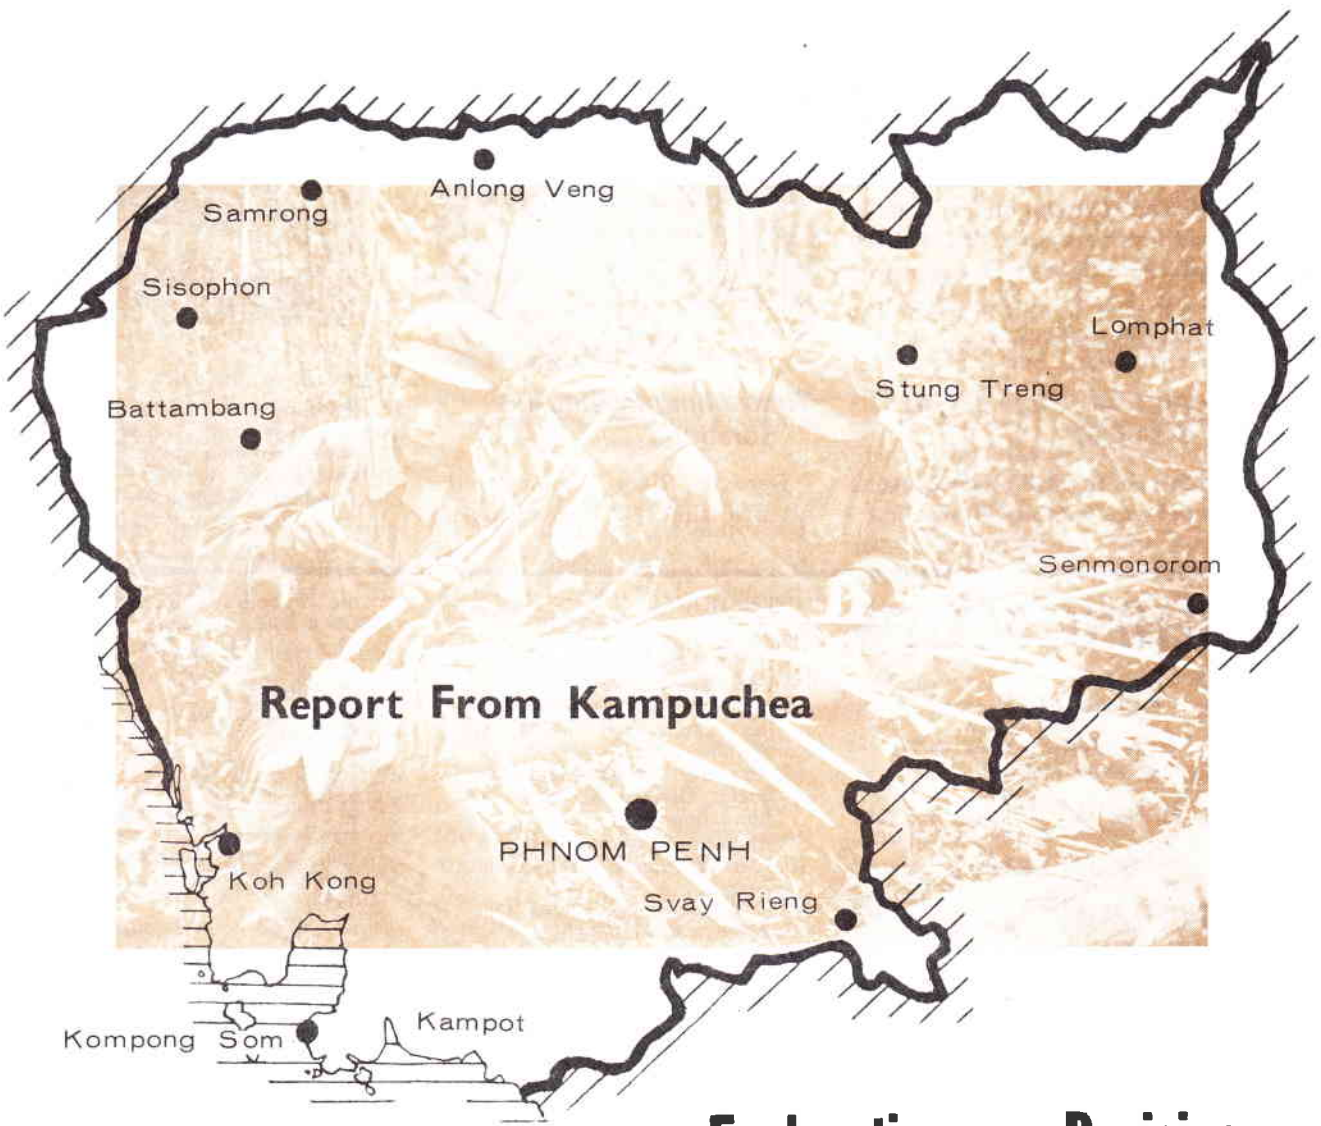 Anlong Veng
Samrong
Sisophon
Lomphat
Stung Treng
Battambang
Senmonorom
Report From Kampuchea
PHNOM PENH
Koh Kong
Svay Rieng
Kampot
Kompong Som